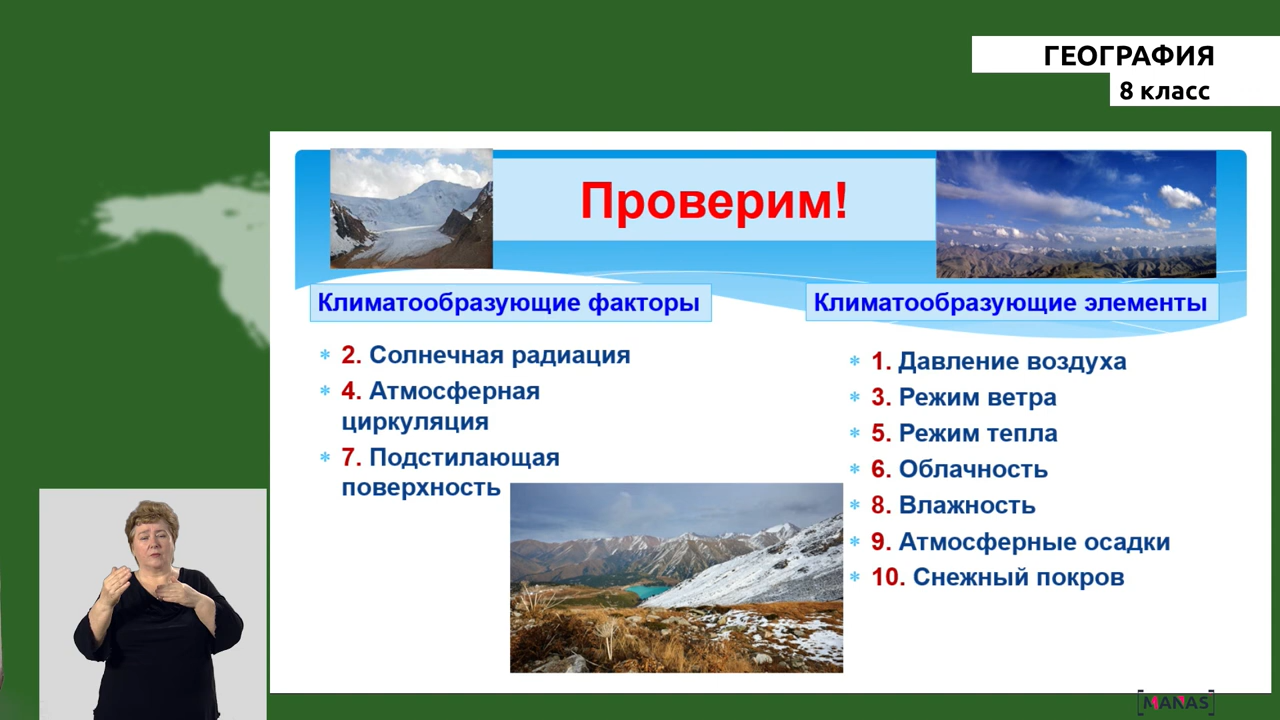 ГЕОГРАФИЯ
8 класс
Проверим!
Климатообразующие факторы
2. Солнечная радиация
4. Атмосферная
циркуляция
7. Подстилающая
поверхность
Климатообразующие элементы
1. Давление воздуха
3. Режим ветра
5. Режим тепла
6. Облачность
8. Влажность
9. Атмосферные осадки
10. Снежный покров
MANAS